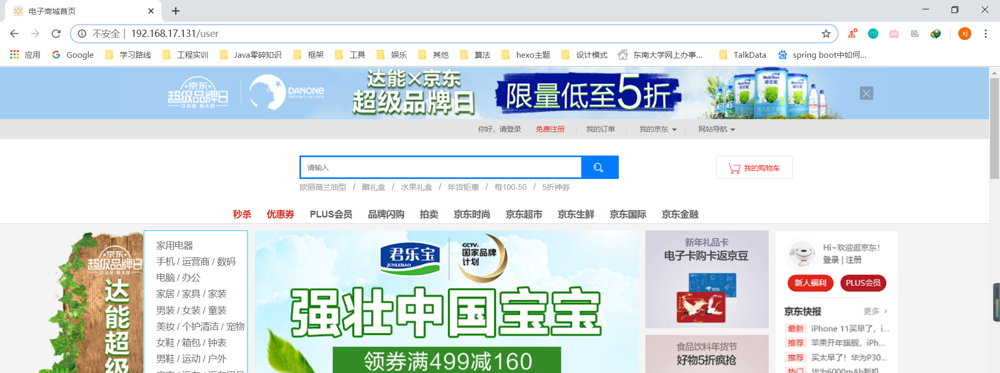 电子商城首页
不安全 | 192.168.17.131/user
xj
应用 Google 学习路线 工程实训 Java零碎知识 框架 工具 娱乐 其他 算法 hexo主题 设计模式 东南大学网上办事... TalkData spring boot中如何...
京东
超级品牌日
DANONE
达能×京东
超级品牌日
限量低至5折
Nutrilon
诺优能
你好，请登录 免费注册 我的订单 我的京东 网站导航
请输入
我的购物车
欧丽薇兰油型 / 赠礼盒 / 水果礼盒 / 年货钜惠 / 每100-50 / 5折神券
秒杀 优惠券 PLUS会员 品牌闪购 拍卖 京东时尚 京东超市 京东生鲜 京东国际 京东金融
京东
超级品牌日
达能超级
家用电器
手机 / 运营商 / 数码
电脑 / 办公
家居 / 家具 / 家装
男装 / 女装 / 童装
美妆 / 个护清洁 / 宠物
女鞋 / 箱包 / 钟表
男鞋 / 运动 / 户外
君乐宝
JUNLEBAO
CCTV.
国家品牌
计划
强壮中国宝宝
领券满499减160
新年礼品卡
电子卡购卡返京豆
京东
食品饮料年货节
好物5折疯抢
Hi~欢迎逛京东!
登录 | 注册
新人福利 PLUS会员
京东快报 更多 ›
最新 iPhone 11买早了，i...
推荐 苹果开年旗舰，iPh...
推荐 买太早了！华为P30...
热门 华为6000mAh新机